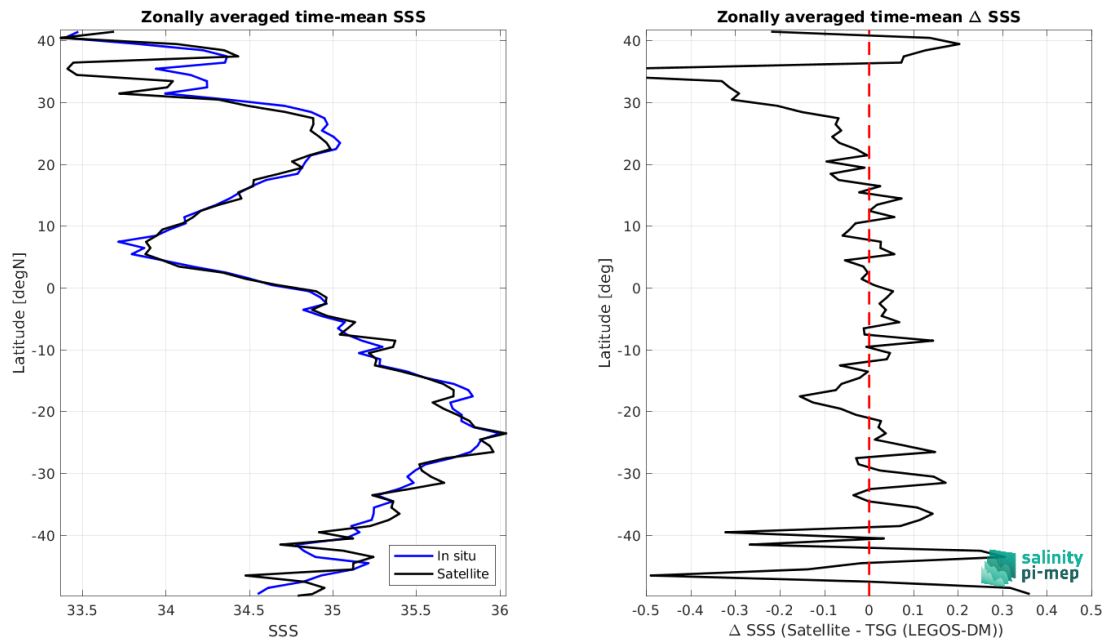 Zonally averaged time-mean SSS
40
30
20
10
0
-10
-20
-30
-40
Latitude [degN]
33.5 34 34.5 35 35.5 36
SSS
In situ
Satellite
Zonally averaged time-mean Δ SSS
40
30
20
10
0
-10
-20
-30
-40
Latitude [deg]
-0.5 -0.4 -0.3 -0.2 -0.1 0 0.1 0.2 0.3 0.4 0.5
Δ SSS (Satellite - TSG (LEGOS-DM))
salinity
pi-mep